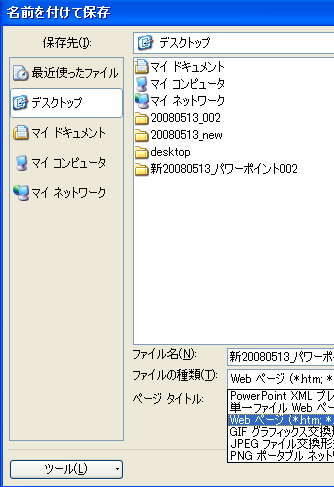 名前を付けて保存
保存先(I):
デスクトップ
最近使ったファイル
デスクトップ
マイ ドキュメント
マイ コンピュータ
マイ ネットワーク
マイ ドキュメント
マイ コンピュータ
マイ ネットワーク
20080513_002
20080513_new
desktop
新20080513_パワーポイント002
ファイル名(N):
新20080513_パワーポ
ファイルの種類(T):
Web ページ (*.htm; *
ページ タイトル:
PowerPoint XML プレ
単一ファイル Web ペー
Web ページ (*.htm; *
GIF グラフィックス交換
JPEG ファイル交換形
PNG ポータブル ネット
ツール(L)